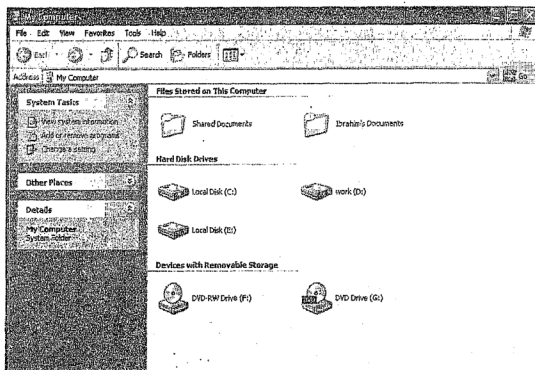 My Computer
File Edit View Favorites Tools Help
Back Search Folders
Address My Computer Go
System Tasks
View system information
Add or remove programs
Change a setting
Other Places
Details
My Computer
System Folder
Files Stored on This Computer
Shared Documents Ibrahim's Documents
Hard Disk Drives
Local Disk (C:) work (D:)
Local Disk (E:)
Devices with Removable Storage
DVD-RW Drive (F:) DVD Drive (G:)